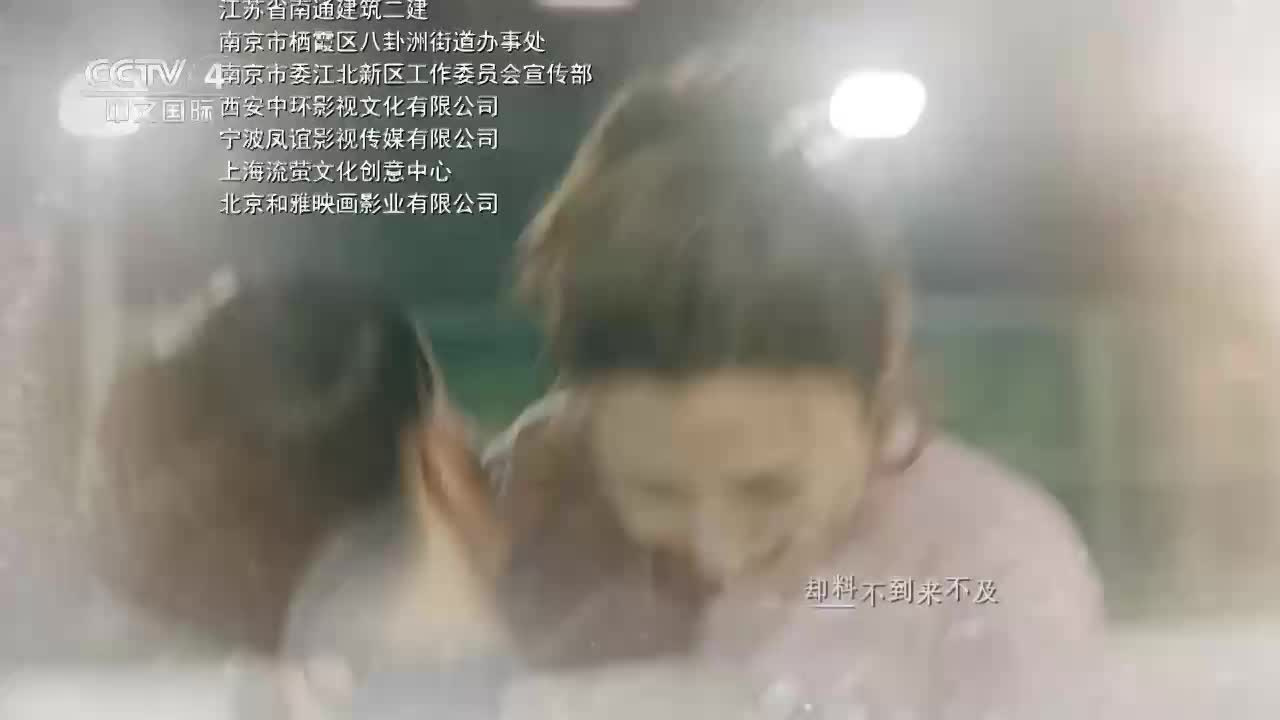 江苏省南通建筑二建
南京市栖霞区八卦洲街道办事处
南京市委江北新区工作委员会宣传部
西安中环影视文化有限公司
宁波凤谊影视传媒有限公司
上海流萤文化创意中心
北京和雅映画影业有限公司
CCTV 4
中文国际
却料不到来不及